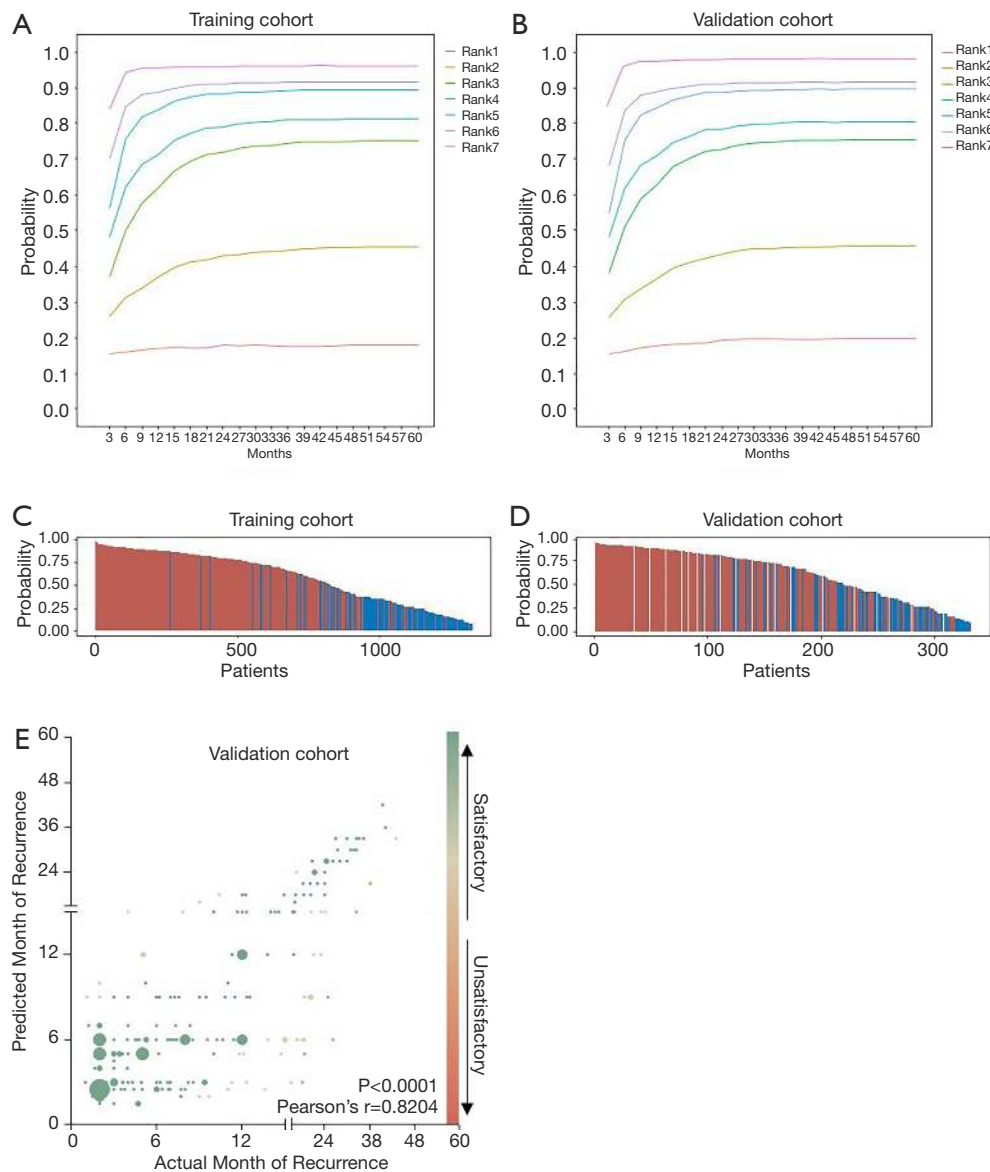 A
Training cohort
1.0
0.9
0.8
0.7
0.6
0.5
0.4
0.3
0.2
0.1
0.0
Probability
3 6 9 12 15 18 21 24 27 30 33 36 39 42 45 48 51 54 57 60
Months
Rank1
Rank2
Rank3
Rank4
Rank5
Rank6
Rank7
B
Validation cohort
1.0
0.9
0.8
0.7
0.6
0.5
0.4
0.3
0.2
0.1
0.0
Probability
3 6 9 12 15 18 21 24 27 30 33 36 39 42 45 48 51 54 57 60
Months
Rank1
Rank2
Rank3
Rank4
Rank5
Rank6
Rank7
C
Training cohort
1.00
0.75
0.50
0.25
0.00
Probability
0 500 1000
Patients
D
Validation cohort
1.00
0.75
0.50
0.25
0.00
Probability
0 100 200 300
Patients
E
Validation cohort
60
48
36
24
12
6
0
Predicted Month of Recurrence
P<0.0001
Pearson's r=0.8204
0 6 12 24 38 48 60
Actual Month of Recurrence
Satisfactory
Unsatisfactory